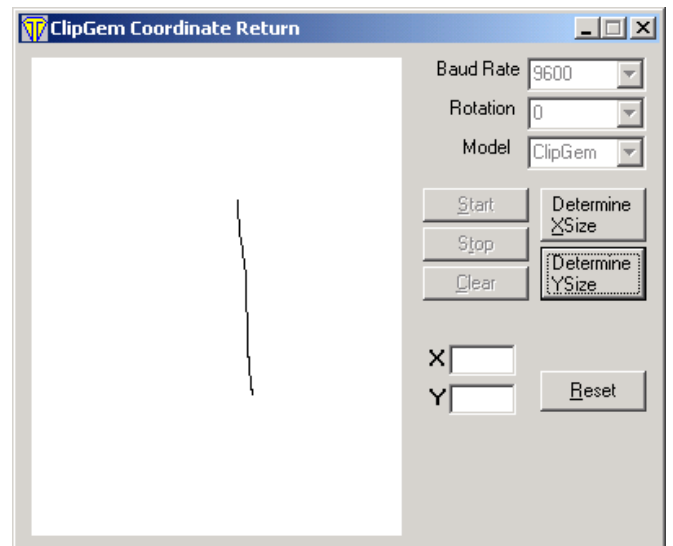 ClipGem Coordinate Return
Baud Rate 9600
Rotation 0
Model ClipGem
Start
Determine
XSize
Stop
Determine
YSize
Clear
X
Y
Reset